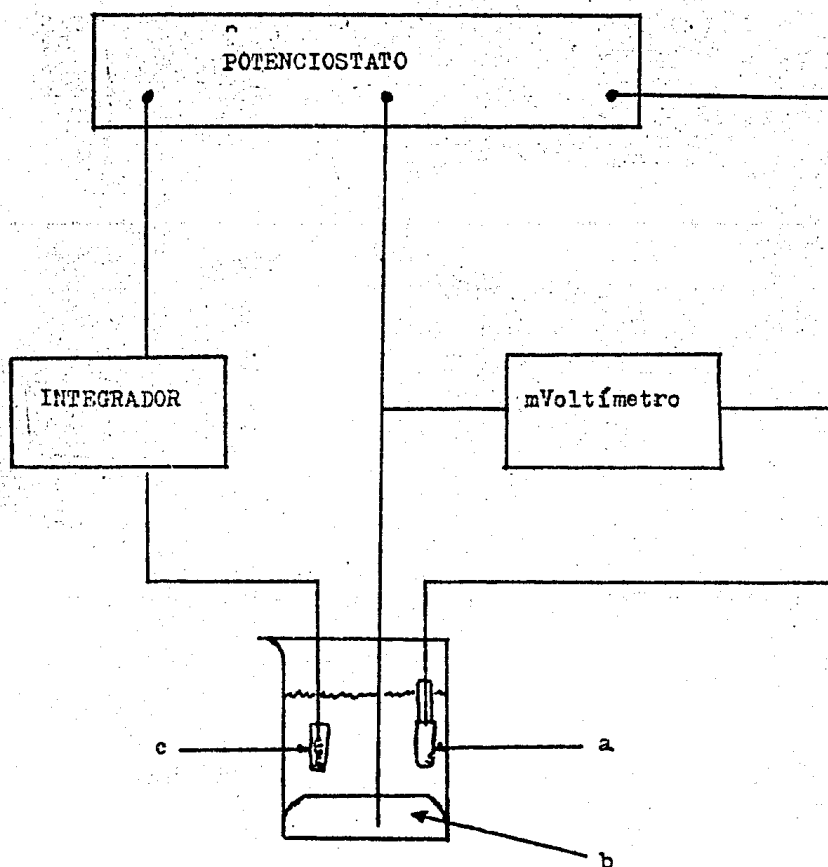 POTENCIOSTATO
INTEGRADOR
mVoltímetro
c
a
b